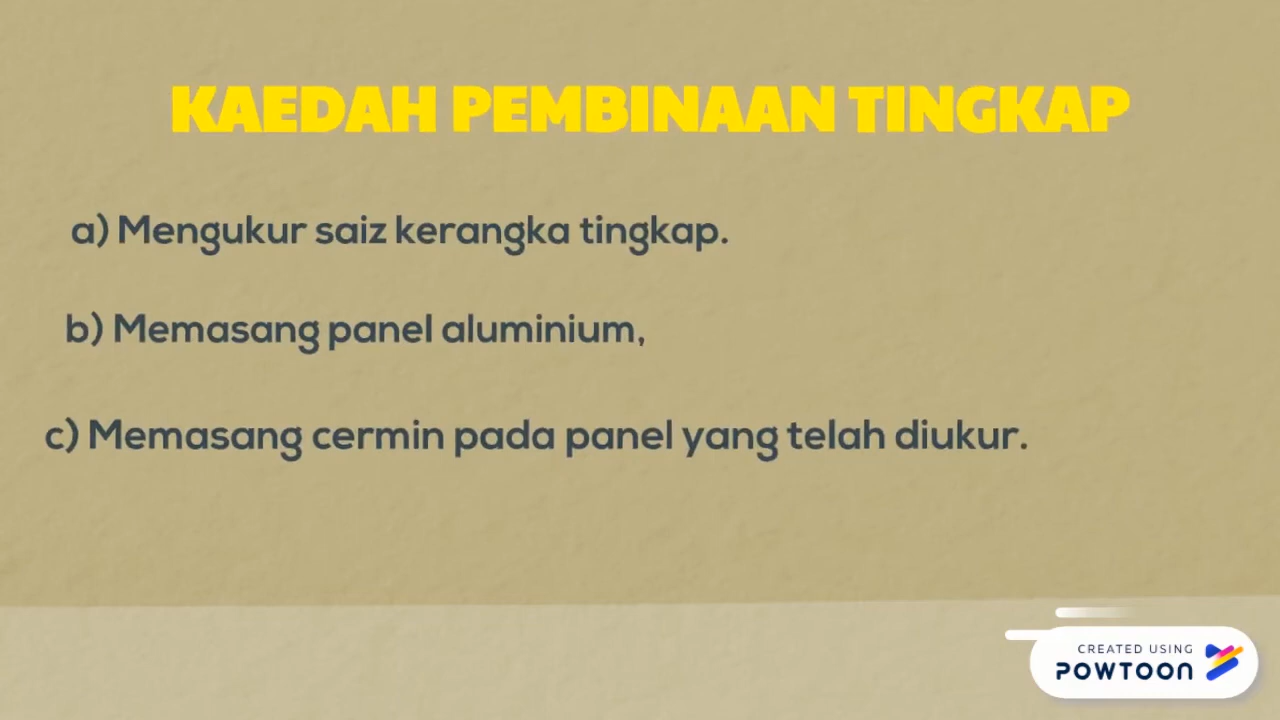 KAEDAH PEMBINAAN TINGKAP
a) Mengukur saiz kerangka tingkap.
b) Memasang panel aluminium,
c) Memasang cermin pada panel yang telah diukur.
CREATED USING
POWTOON